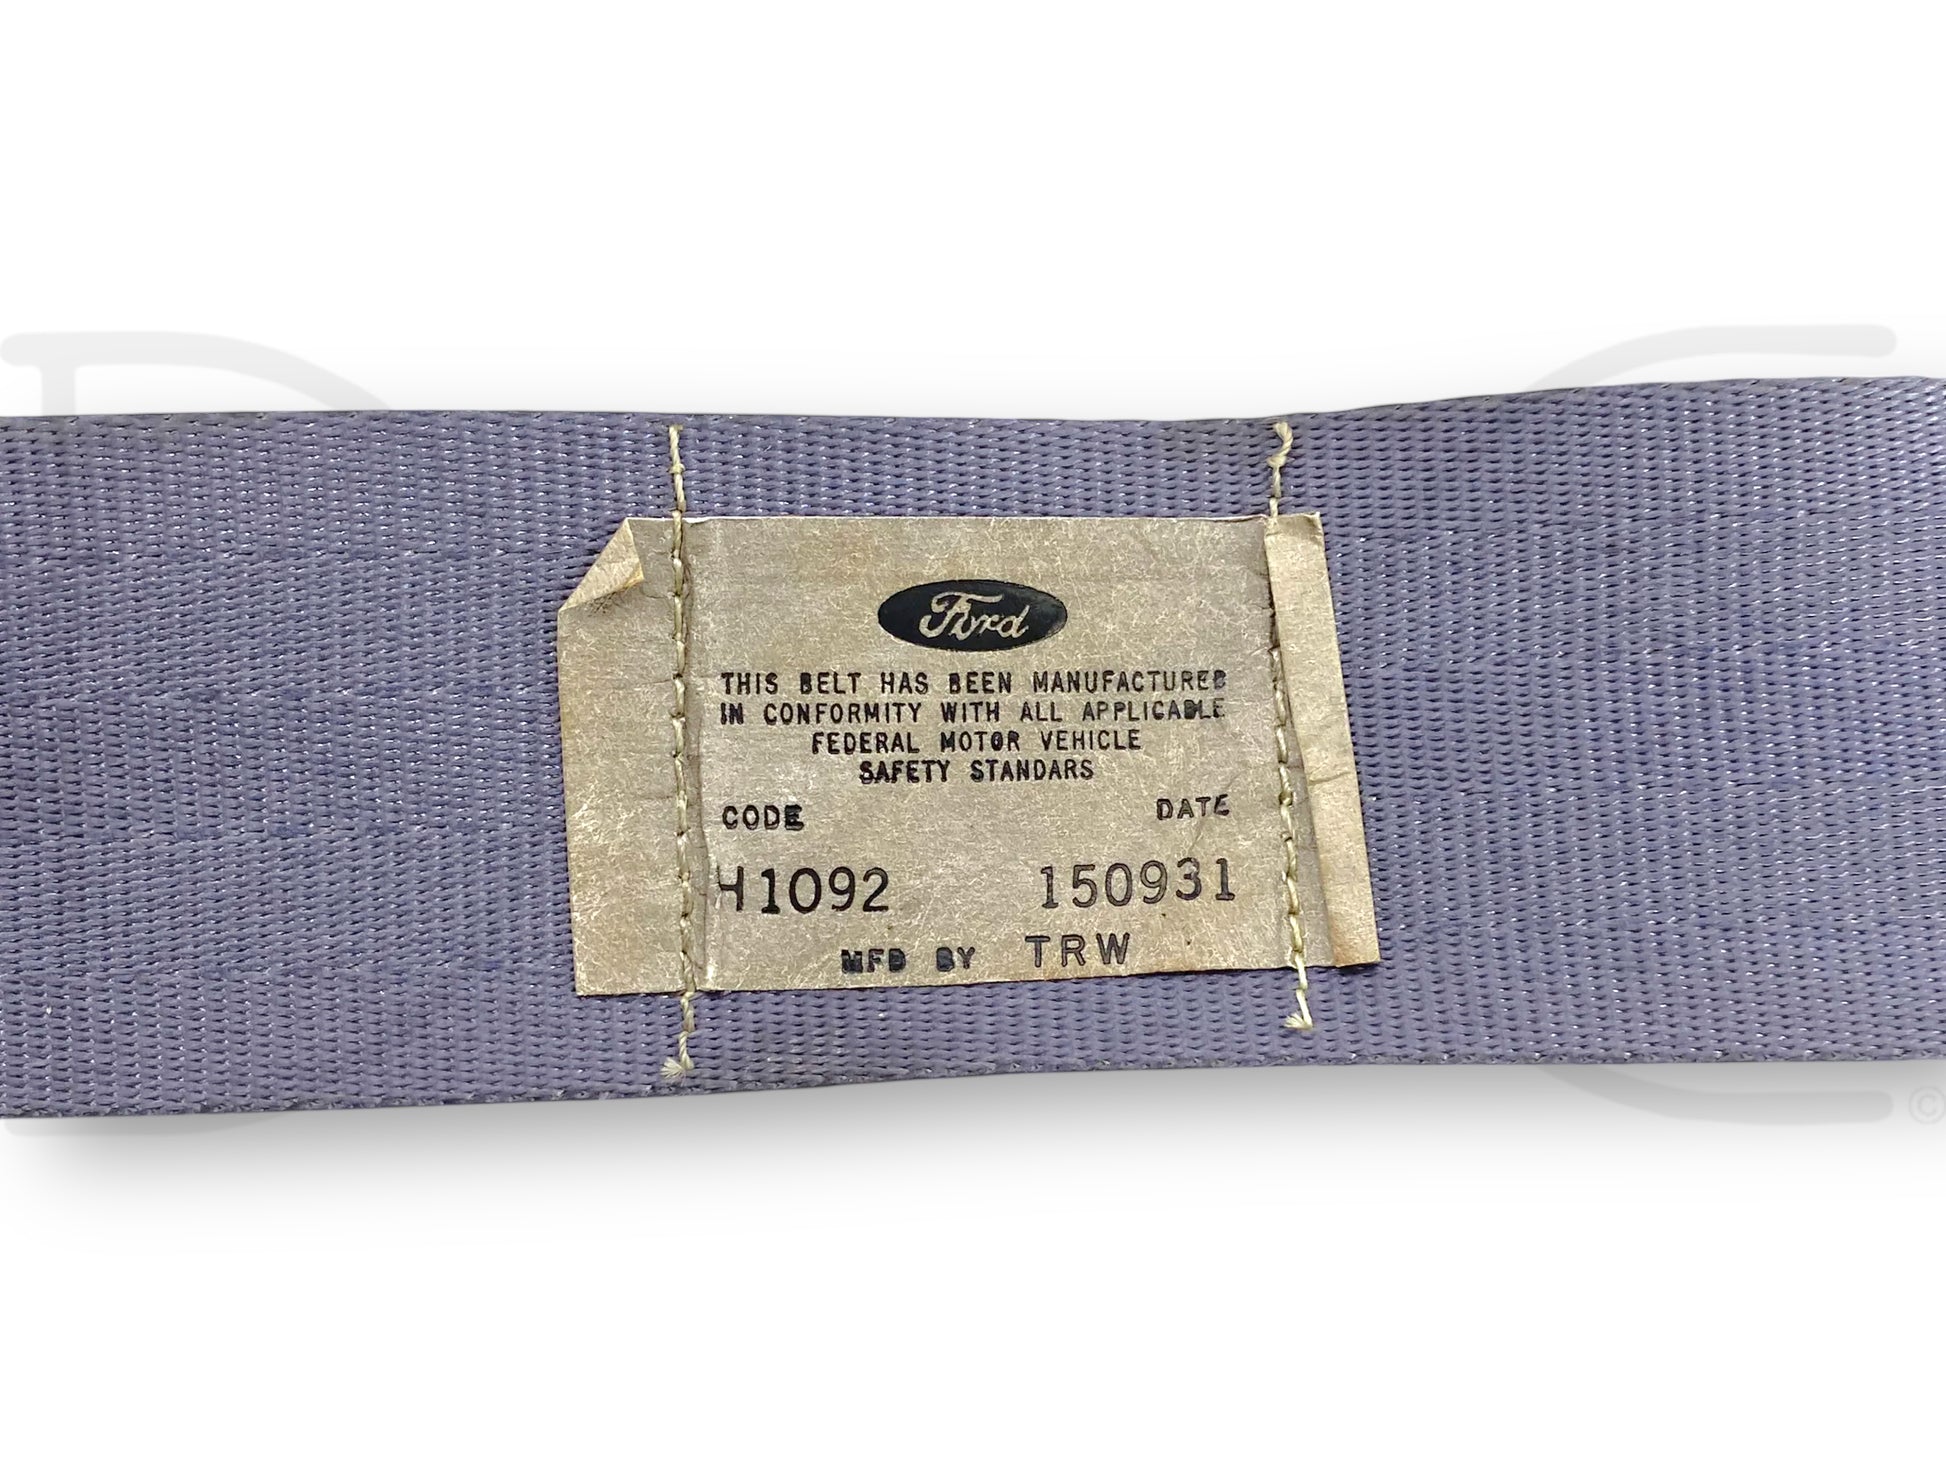 Ford
THIS BELT HAS BEEN MANUFACTURED
IN CONFORMITY WITH ALL APPLICABLE
FEDERAL MOTOR VEHICLE
SAFETY STANDARS
CODE DATE
H1092 150931
MFD BY TRW
©